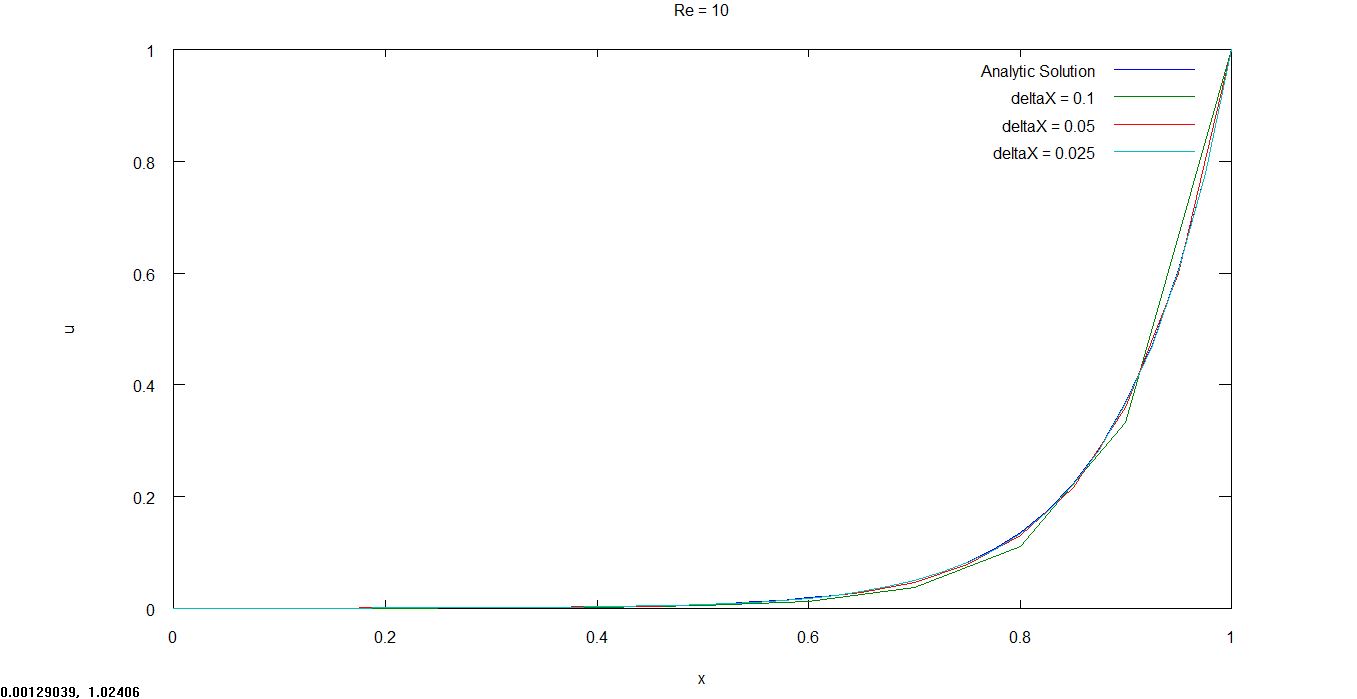 Re = 10
1
0.8
0.6
0.4
0.2
0
u
Analytic Solution
deltaX = 0.1
deltaX = 0.05
deltaX = 0.025
0 0.2 0.4 0.6 0.8 1
x
0.00129039, 1.02406